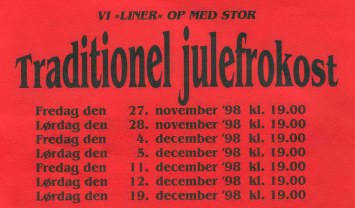 VI »LINER« OP MED STOR
Traditionel julefrokost
Fredag den 27. november '98 kl. 19.00
Lørdag den 28. november '98 kl. 19.00
Fredag den 4. december '98 kl. 19.00
Lørdag den 5. december '98 kl. 19.00
Fredag den 11. december '98 kl. 19.00
Lørdag den 12. december '98 kl. 19.00
Lørdag den 19. december '98 kl. 19.00